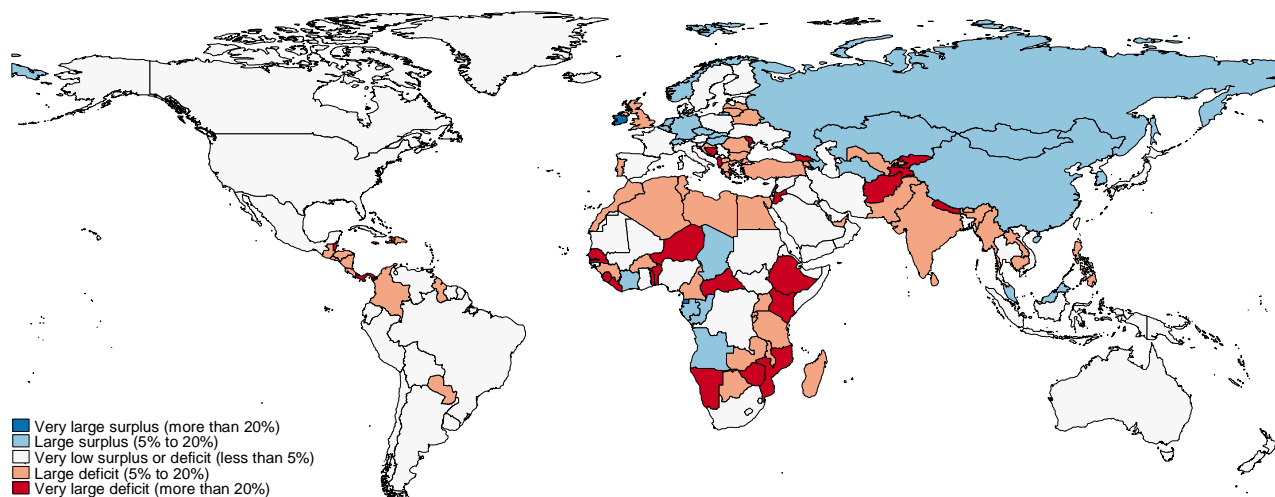 Very large surplus (more than 20%)
Large surplus (5% to 20%)
Very low surplus or deficit (less than 5%)
Large deficit (5% to 20%)
Very large deficit (more than 20%)